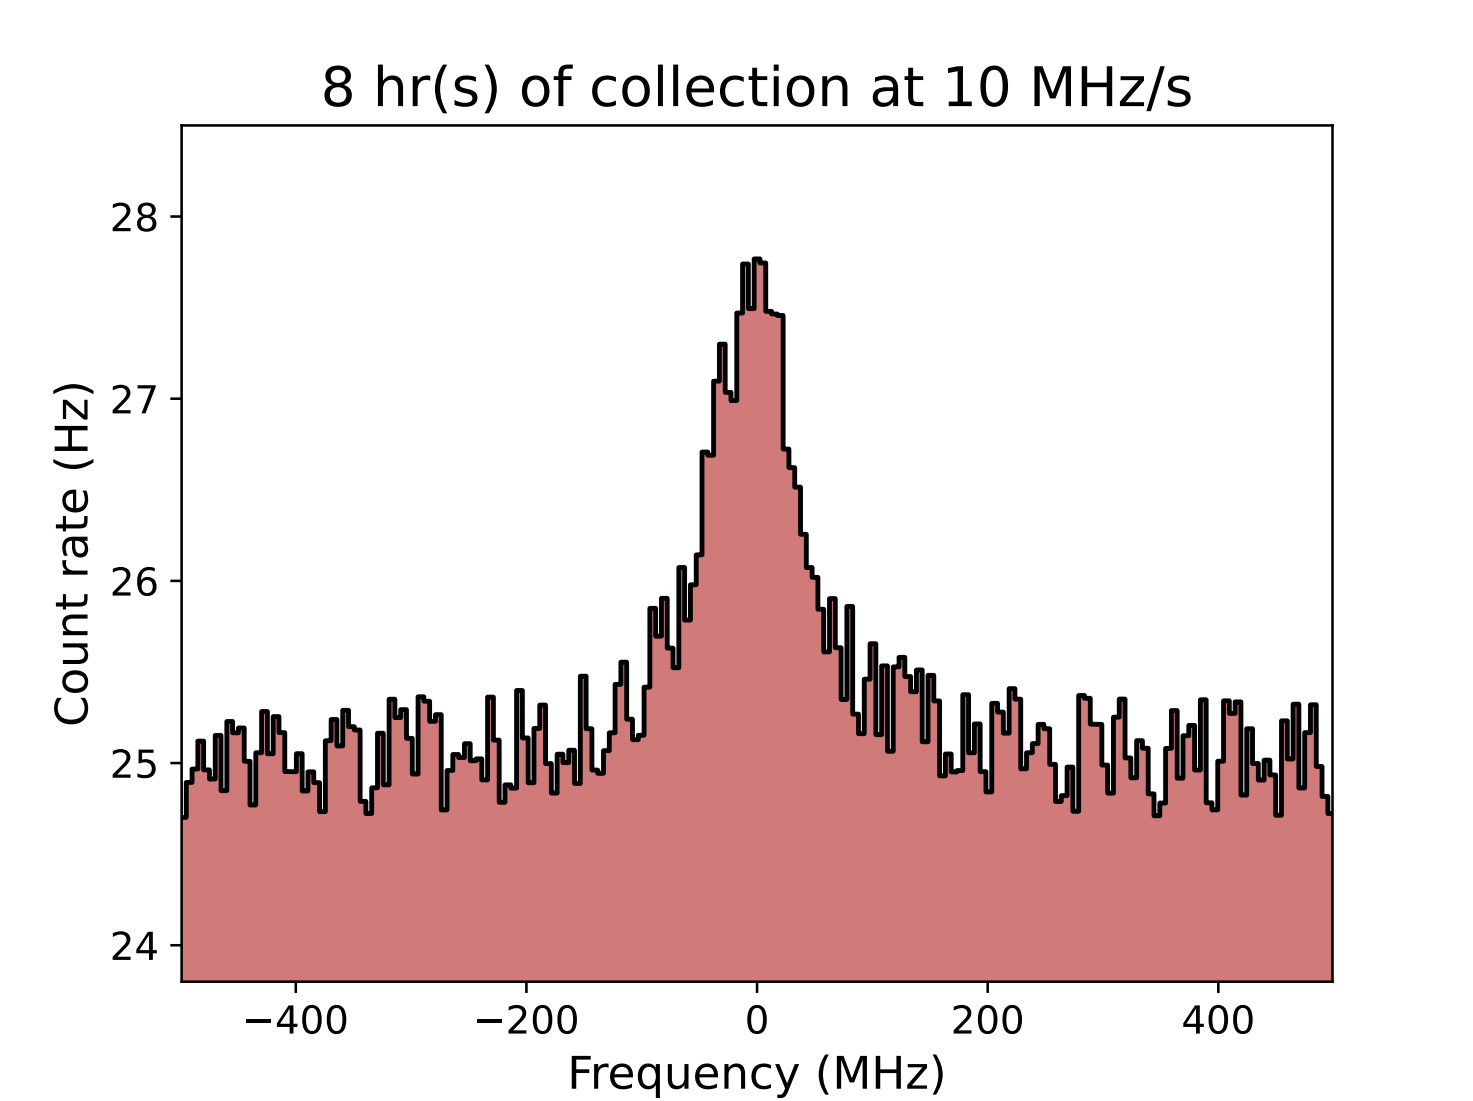 8 hr(s) of collection at 10 MHz/s
Count rate (Hz)
28
27
26
25
24
−400 −200 0 200 400
Frequency (MHz)